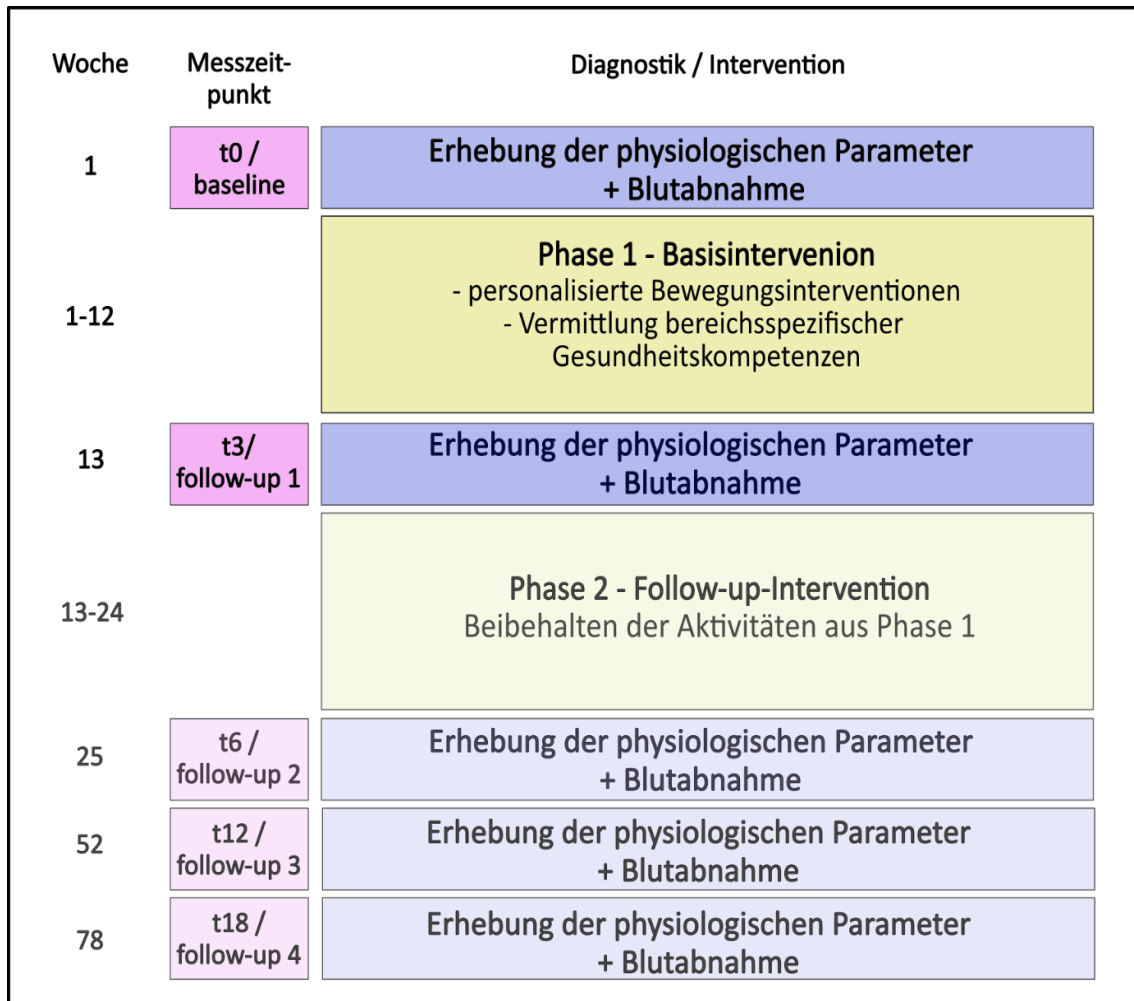 Woche
Messzeit-
punkt
Diagnostik / Intervention
1
t0 /
baseline
Erhebung der physiologischen Parameter
+ Blutabnahme
1-12
Phase 1 - Basisintervenion
- personalisierte Bewegungsinterventionen
- Vermittlung bereichsspezifischer
Gesundheitskompetenzen
13
t3/
follow-up 1
Erhebung der physiologischen Parameter
+ Blutabnahme
13-24
Phase 2 - Follow-up-Intervention
Beibehalten der Aktivitäten aus Phase 1
25
t6 /
follow-up 2
Erhebung der physiologischen Parameter
+ Blutabnahme
52
t12 /
follow-up 3
Erhebung der physiologischen Parameter
+ Blutabnahme
78
t18 /
follow-up 4
Erhebung der physiologischen Parameter
+ Blutabnahme